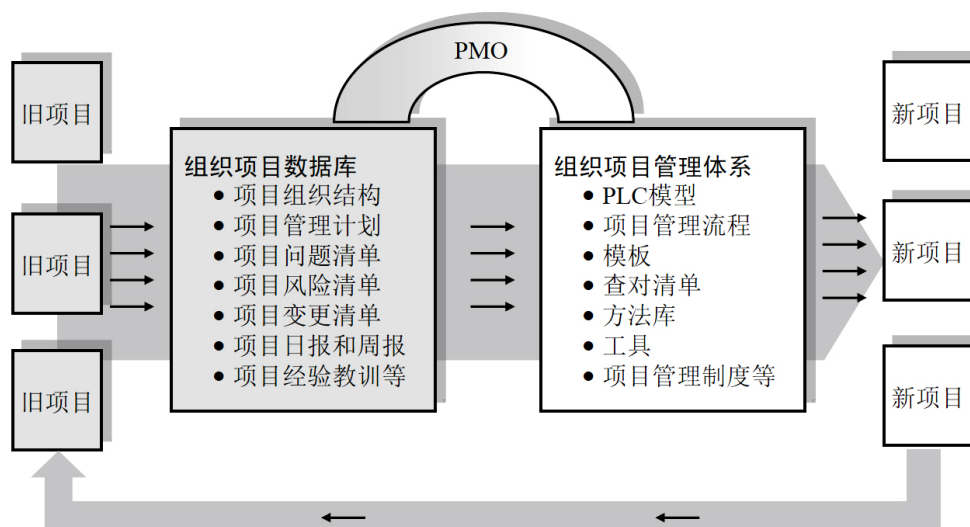 PMO
旧项目
旧项目
旧项目
组织项目数据库
● 项目组织结构
● 项目管理计划
● 项目问题清单
● 项目风险清单
● 项目变更清单
● 项目日报和周报
● 项目经验教训等
组织项目管理体系
● PLC模型
● 项目管理流程
● 模板
● 查对清单
● 方法库
● 工具
● 项目管理制度等
新项目
新项目
新项目